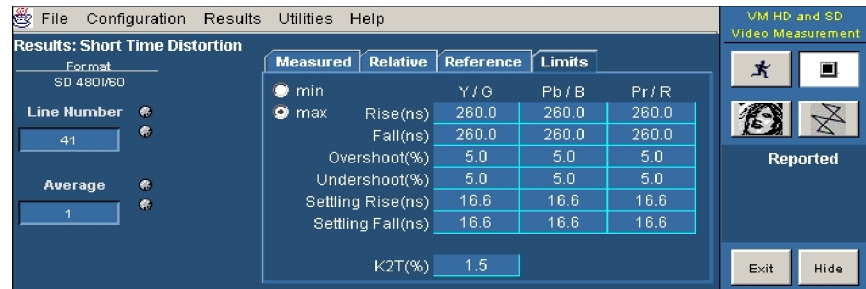 File Configuration Results Utilities Help
VM HD and SD
Video Measurement
Results: Short Time Distortion
Format
SD 480I/60
Line Number
41
Average
1
Measured Relative Reference Limits
min
max
Y / G Pb / B Pr / R
Rise(ns) 260.0 260.0 260.0
Fall(ns) 260.0 260.0 260.0
Overshoot(%) 5.0 5.0 5.0
Undershoot(%) 5.0 5.0 5.0
Settling Rise(ns) 16.6 16.6 16.6
Settling Fall(ns) 16.6 16.6 16.6
K2T(%) 1.5
Reported
Exit Hide